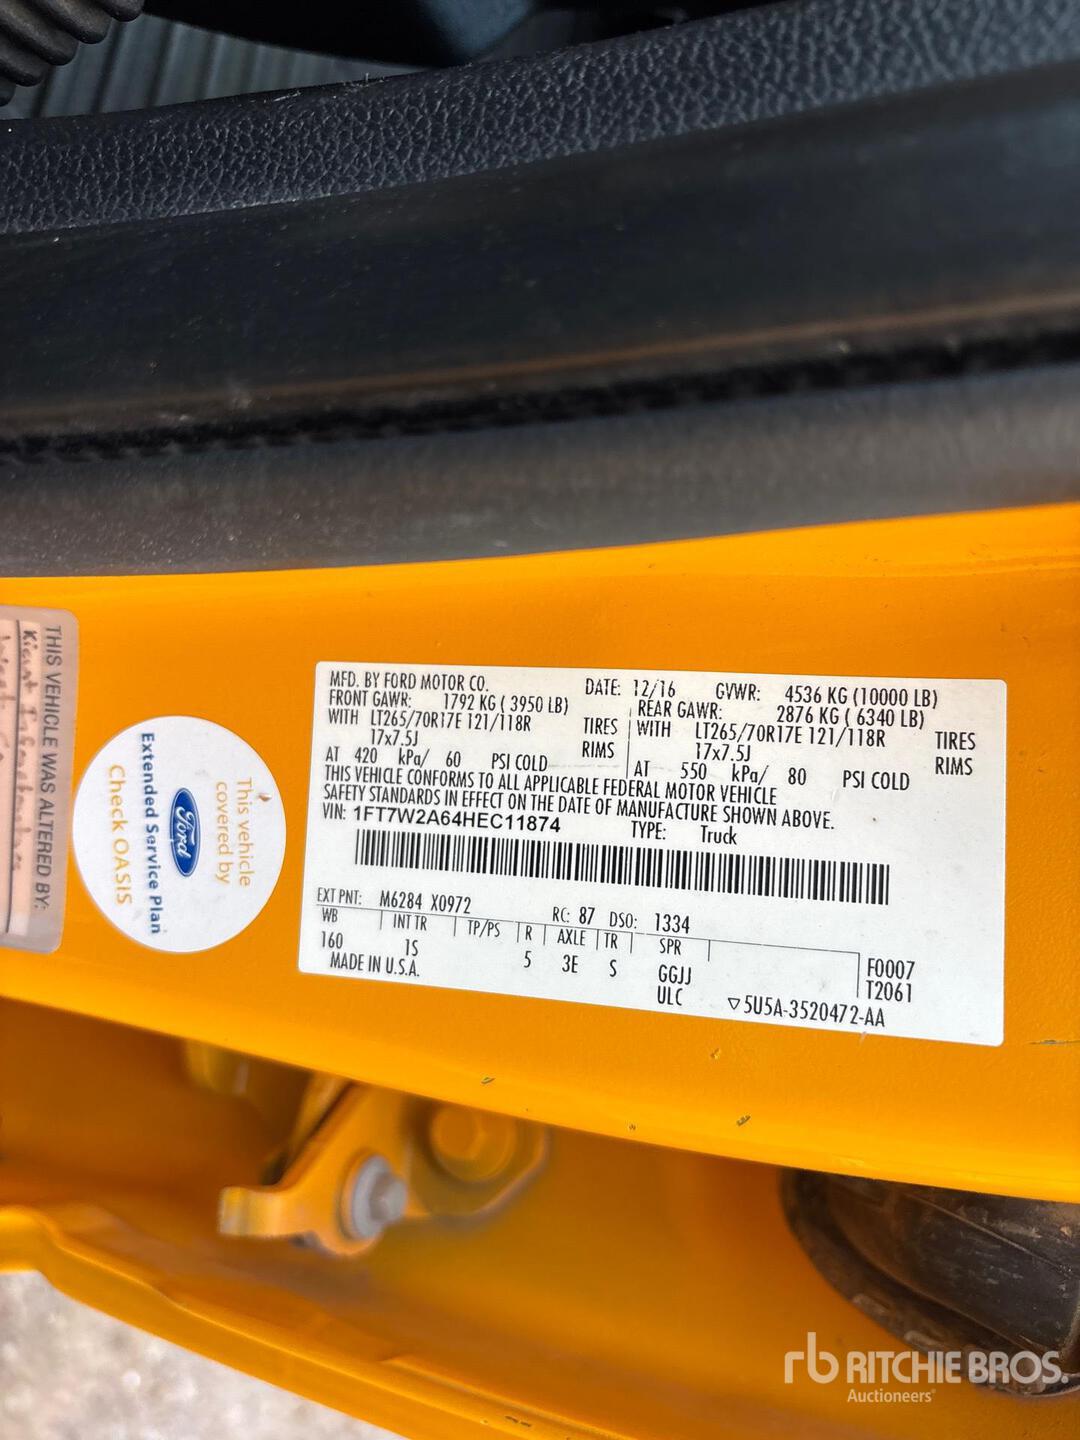 MFD. BY FORD MOTOR CO. DATE: 12/16 GVWR: 4536 KG (10000 LB)
FRONT GAWR: 1792 KG ( 3950 LB) REAR GAWR: 2876 KG ( 6340 LB)
WITH LT265/70R17E 121/118R TIRES WITH LT265/70R17E 121/118R TIRES
17x7.5J RIMS 17x7.5J RIMS
AT 420 kPa/ 60 PSI COLD AT 550 kPa/ 80 PSI COLD
THIS VEHICLE CONFORMS TO ALL APPLICABLE FEDERAL MOTOR VEHICLE
SAFETY STANDARDS IN EFFECT ON THE DATE OF MANUFACTURE SHOWN ABOVE.
VIN: 1FT7W2A64HEC11874 TYPE: Truck
EXT PNT: M6284 X0972 RC: 87 DSO: 1334
WB INT TR TP/PS R AXLE TR SPR
160 1S 5 3E S GGJJ F0007
MADE IN U.S.A. ULC T2061
▽5U5A-3520472-AA
This vehicle
covered by
Ford
Extended Service Plan
Check OASIS
THIS VEHICLE WAS ALTERED BY:
rb RITCHIE BROS.
Auctioneers